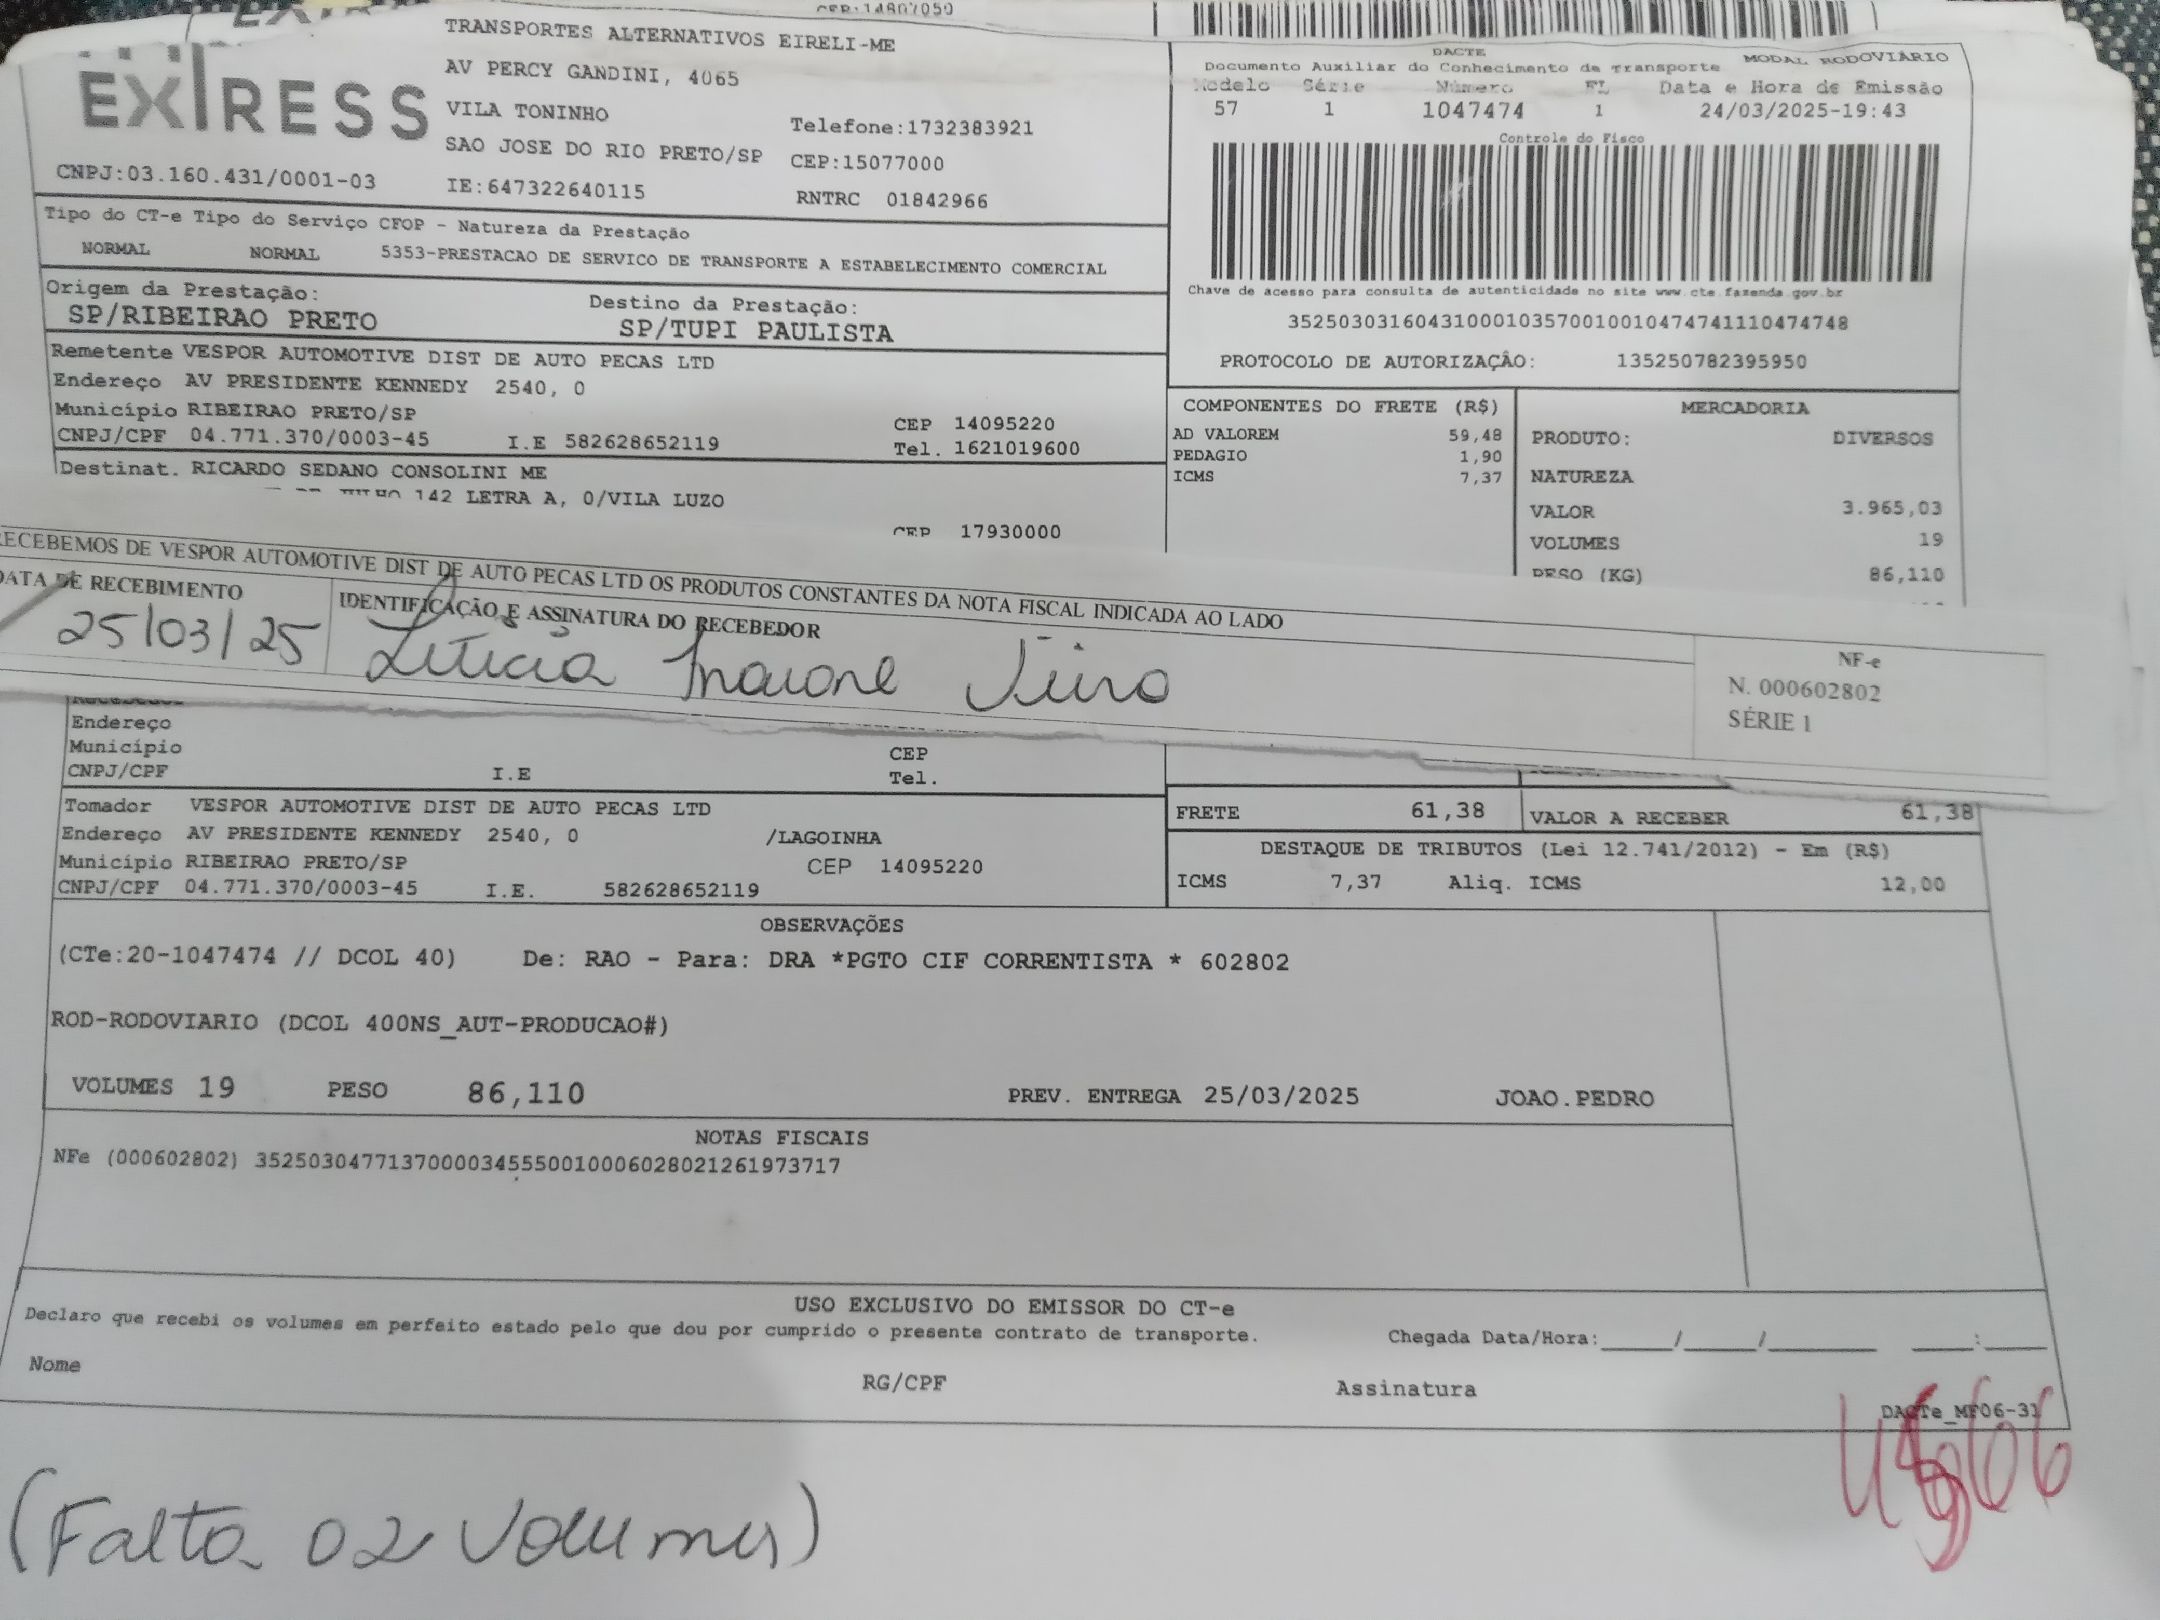 CEP:14807050
EXIRESS
TRANSPORTES ALTERNATIVOS EIRELI-ME
AV PERCY GANDINI, 4065
VILA TONINHO
Telefone:1732383921
SAO JOSE DO RIO PRETO/SP CEP:15077000
CNPJ:03.160.431/0001-03 IE:647322640115 RNTRC 01842966
DACTE MODAL RODOVIÁRIO
Documento Auxiliar do Conhecimento de Transporte
Modelo Série Número FL Data e Hora de Emissão
57 1 1047474 1 24/03/2025-19:43
Controle do Fisco
Chave de acesso para consulta de autenticidade no site www.cte.fazenda.gov.br
35250303160431000103570010010474741110474748
PROTOCOLO DE AUTORIZAÇÃO: 135250782395950
Tipo do CT-e Tipo do Serviço CFOP - Natureza da Prestação
NORMAL NORMAL 5353-PRESTACAO DE SERVICO DE TRANSPORTE A ESTABELECIMENTO COMERCIAL
Origem da Prestação: Destino da Prestação:
SP/RIBEIRAO PRETO SP/TUPI PAULISTA
Remetente VESPOR AUTOMOTIVE DIST DE AUTO PECAS LTD
Endereço AV PRESIDENTE KENNEDY 2540, 0
Município RIBEIRAO PRETO/SP CEP 14095220
CNPJ/CPF 04.771.370/0003-45 I.E 582628652119 Tel. 1621019600
Destinat. RICARDO SEDANO CONSOLINI ME
142 LETRA A, 0/VILA LUZO
CEP 17930000
COMPONENTES DO FRETE (R$)
AD VALOREM 59,48
PEDAGIO 1,90
ICMS 7,37
MERCADORIA
PRODUTO: DIVERSOS
NATUREZA
VALOR 3.965,03
VOLUMES 19
PESO (KG) 86,110
RECEBEMOS DE VESPOR AUTOMOTIVE DIST DE AUTO PECAS LTD OS PRODUTOS CONSTANTES DA NOTA FISCAL INDICADA AO LADO
DATA DE RECEBIMENTO IDENTIFICAÇÃO E ASSINATURA DO RECEBEDOR
25/03/25 Letícia
NF-e
N. 000602802
SÉRIE 1
Endereço
Município CEP
CNPJ/CPF I.E Tel.
Tomador VESPOR AUTOMOTIVE DIST DE AUTO PECAS LTD
Endereço AV PRESIDENTE KENNEDY 2540, 0 /LAGOINHA
Município RIBEIRAO PRETO/SP CEP 14095220
CNPJ/CPF 04.771.370/0003-45 I.E. 582628652119
FRETE 61,38 VALOR A RECEBER 61,38
DESTAQUE DE TRIBUTOS (Lei 12.741/2012) - Em (R$)
ICMS 7,37 Aliq. ICMS 12,00
OBSERVAÇÕES
(CTe:20-1047474 // DCOL 40) De: RAO - Para: DRA *PGTO CIF CORRENTISTA * 602802
ROD-RODOVIARIO (DCOL 400NS_AUT-PRODUCAO#)
VOLUMES 19 PESO 86,110 PREV. ENTREGA 25/03/2025 JOAO.PEDRO
NOTAS FISCAIS
NFe (000602802) 35250304771370000345550010006028021261973717
USO EXCLUSIVO DO EMISSOR DO CT-e
Declaro que recebi os volumes em perfeito estado pelo que dou por cumprido o presente contrato de transporte. Chegada Data/Hora:_____/_____/________ ____:____
Nome RG/CPF Assinatura
DACTe_MF06-31
(Falta 02 Volumes)